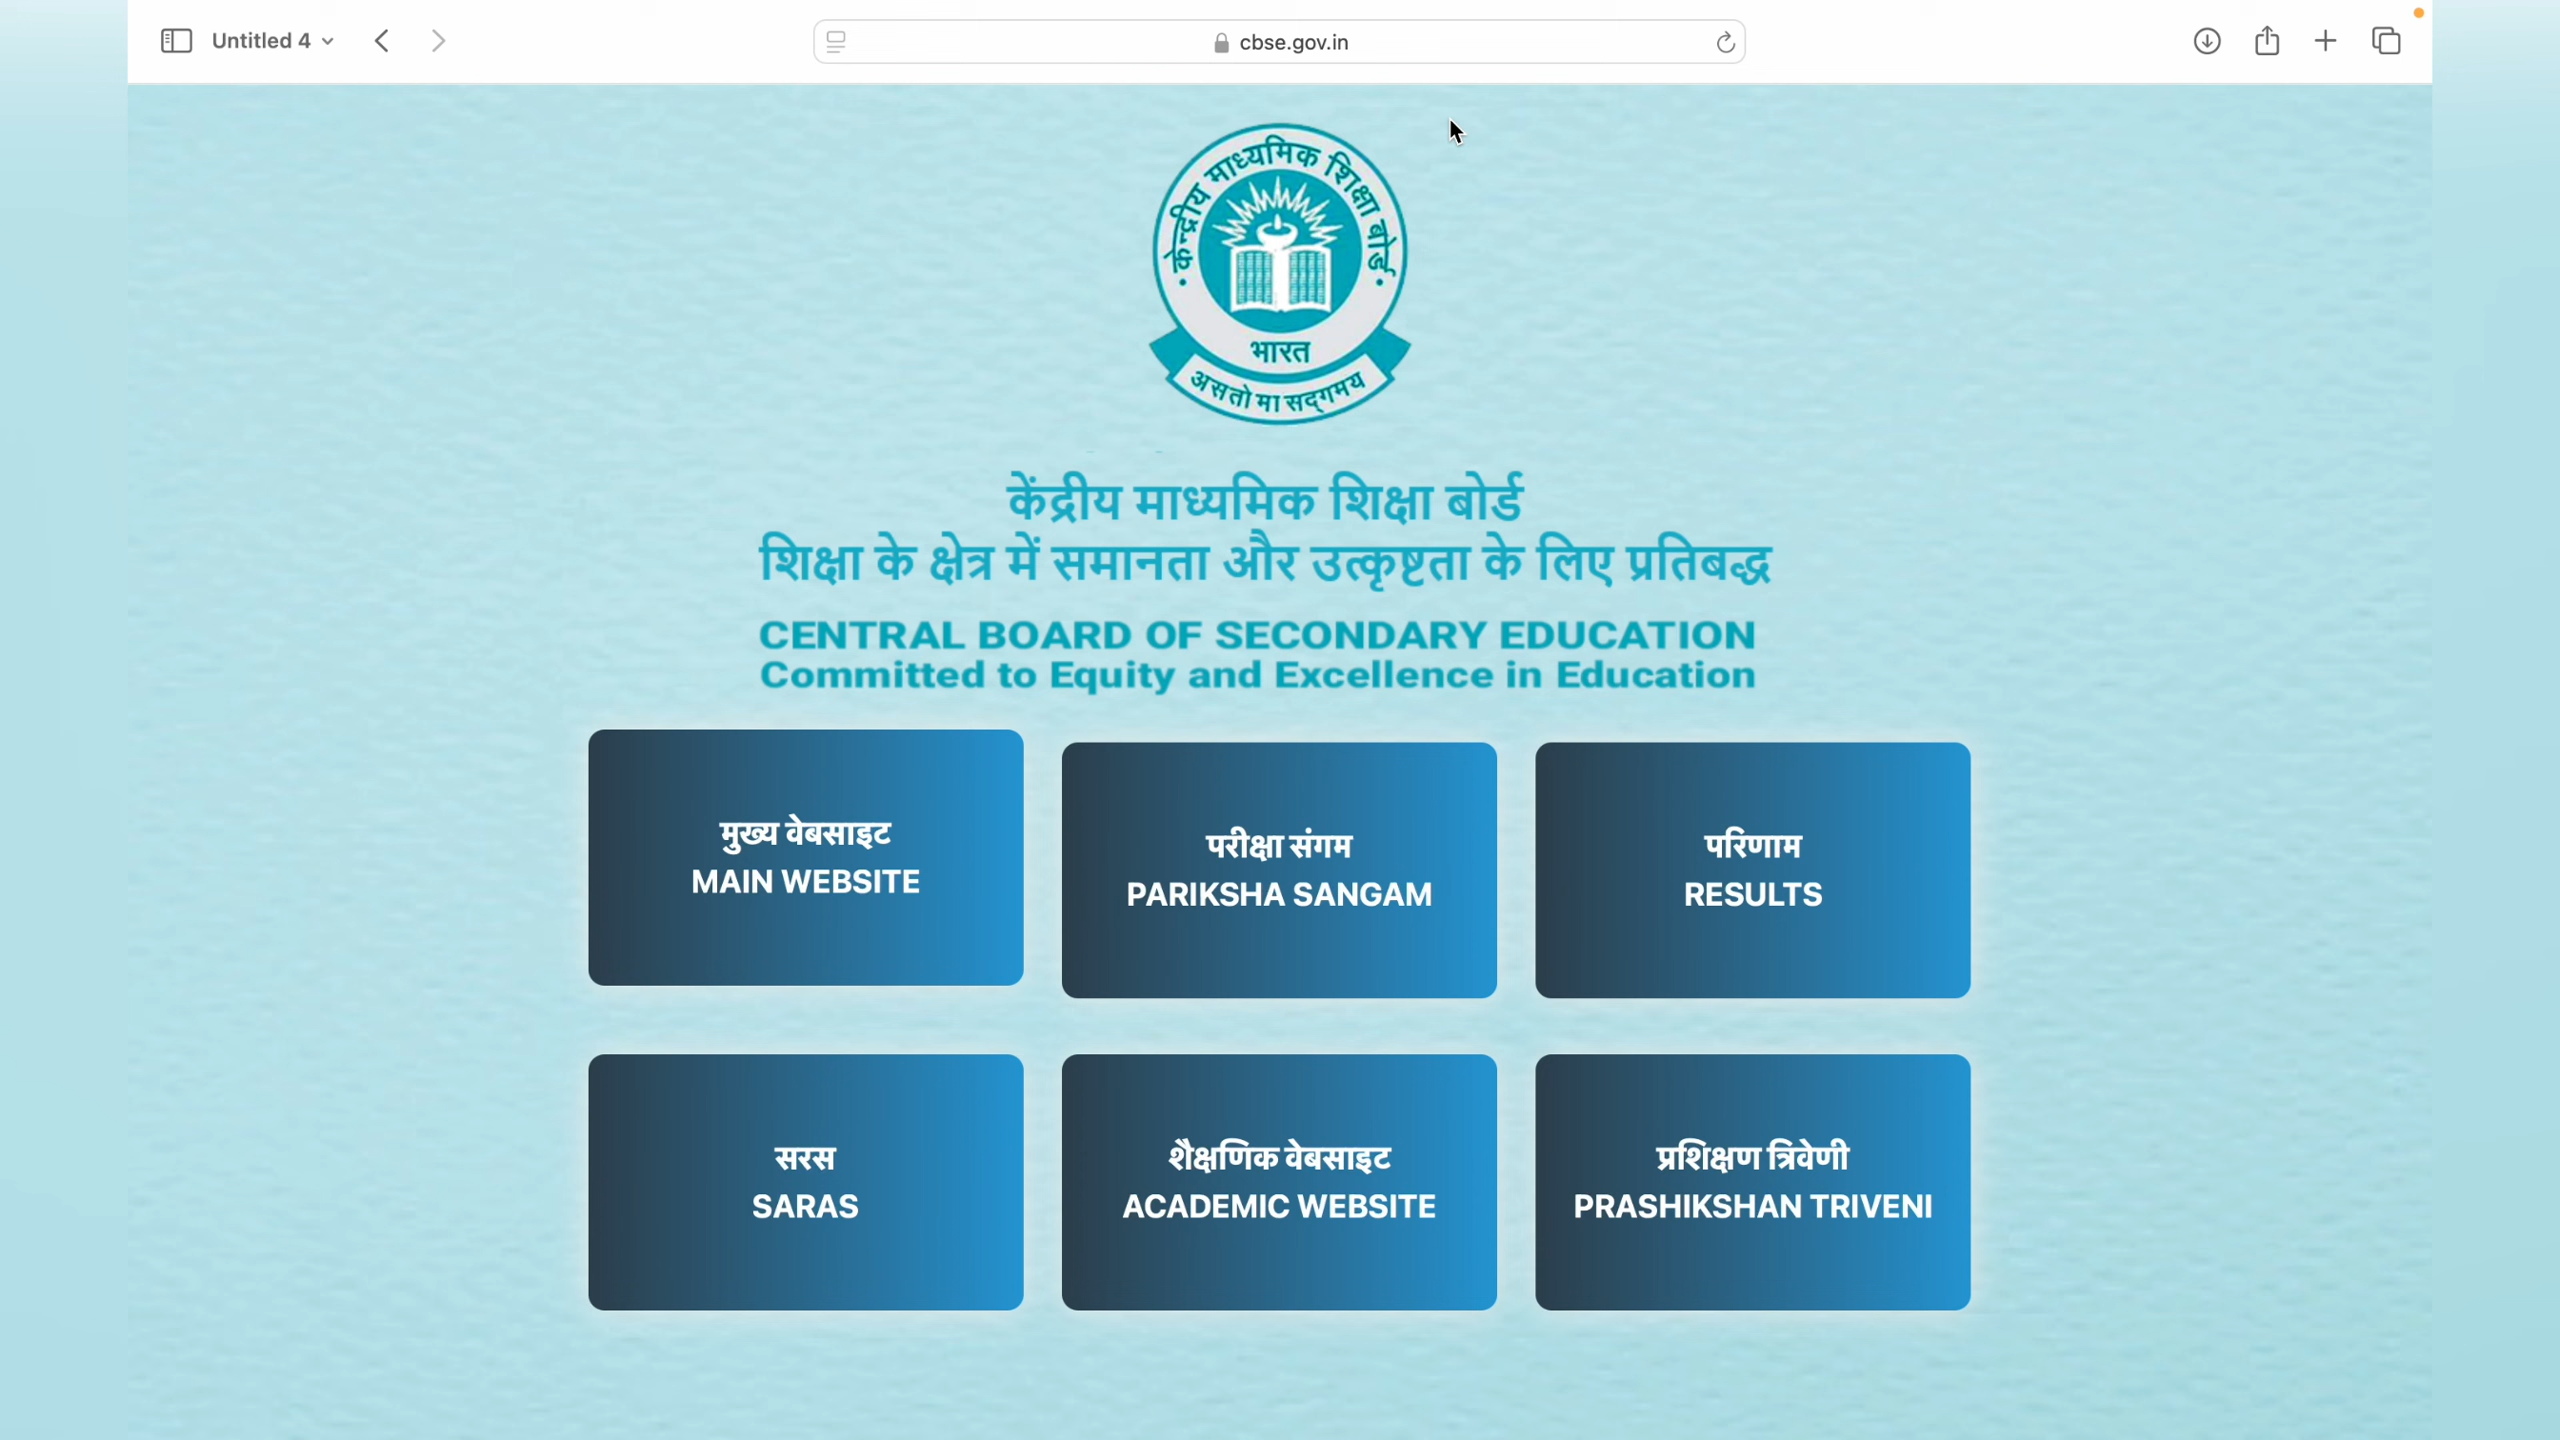 Untitled 4
cbse.gov.in
केन्द्रीय माध्यमिक शिक्षा बोर्ड
भारत
असतो मा सद्गमय
केंद्रीय माध्यमिक शिक्षा बोर्ड
शिक्षा के क्षेत्र में समानता और उत्कृष्टता के लिए प्रतिबद्ध
CENTRAL BOARD OF SECONDARY EDUCATION
Committed to Equity and Excellence in Education
मुख्य वेबसाइट
MAIN WEBSITE
परीक्षा संगम
PARIKSHA SANGAM
परिणाम
RESULTS
सरस
SARAS
शैक्षणिक वेबसाइट
ACADEMIC WEBSITE
प्रशिक्षण त्रिवेणी
PRASHIKSHAN TRIVENI